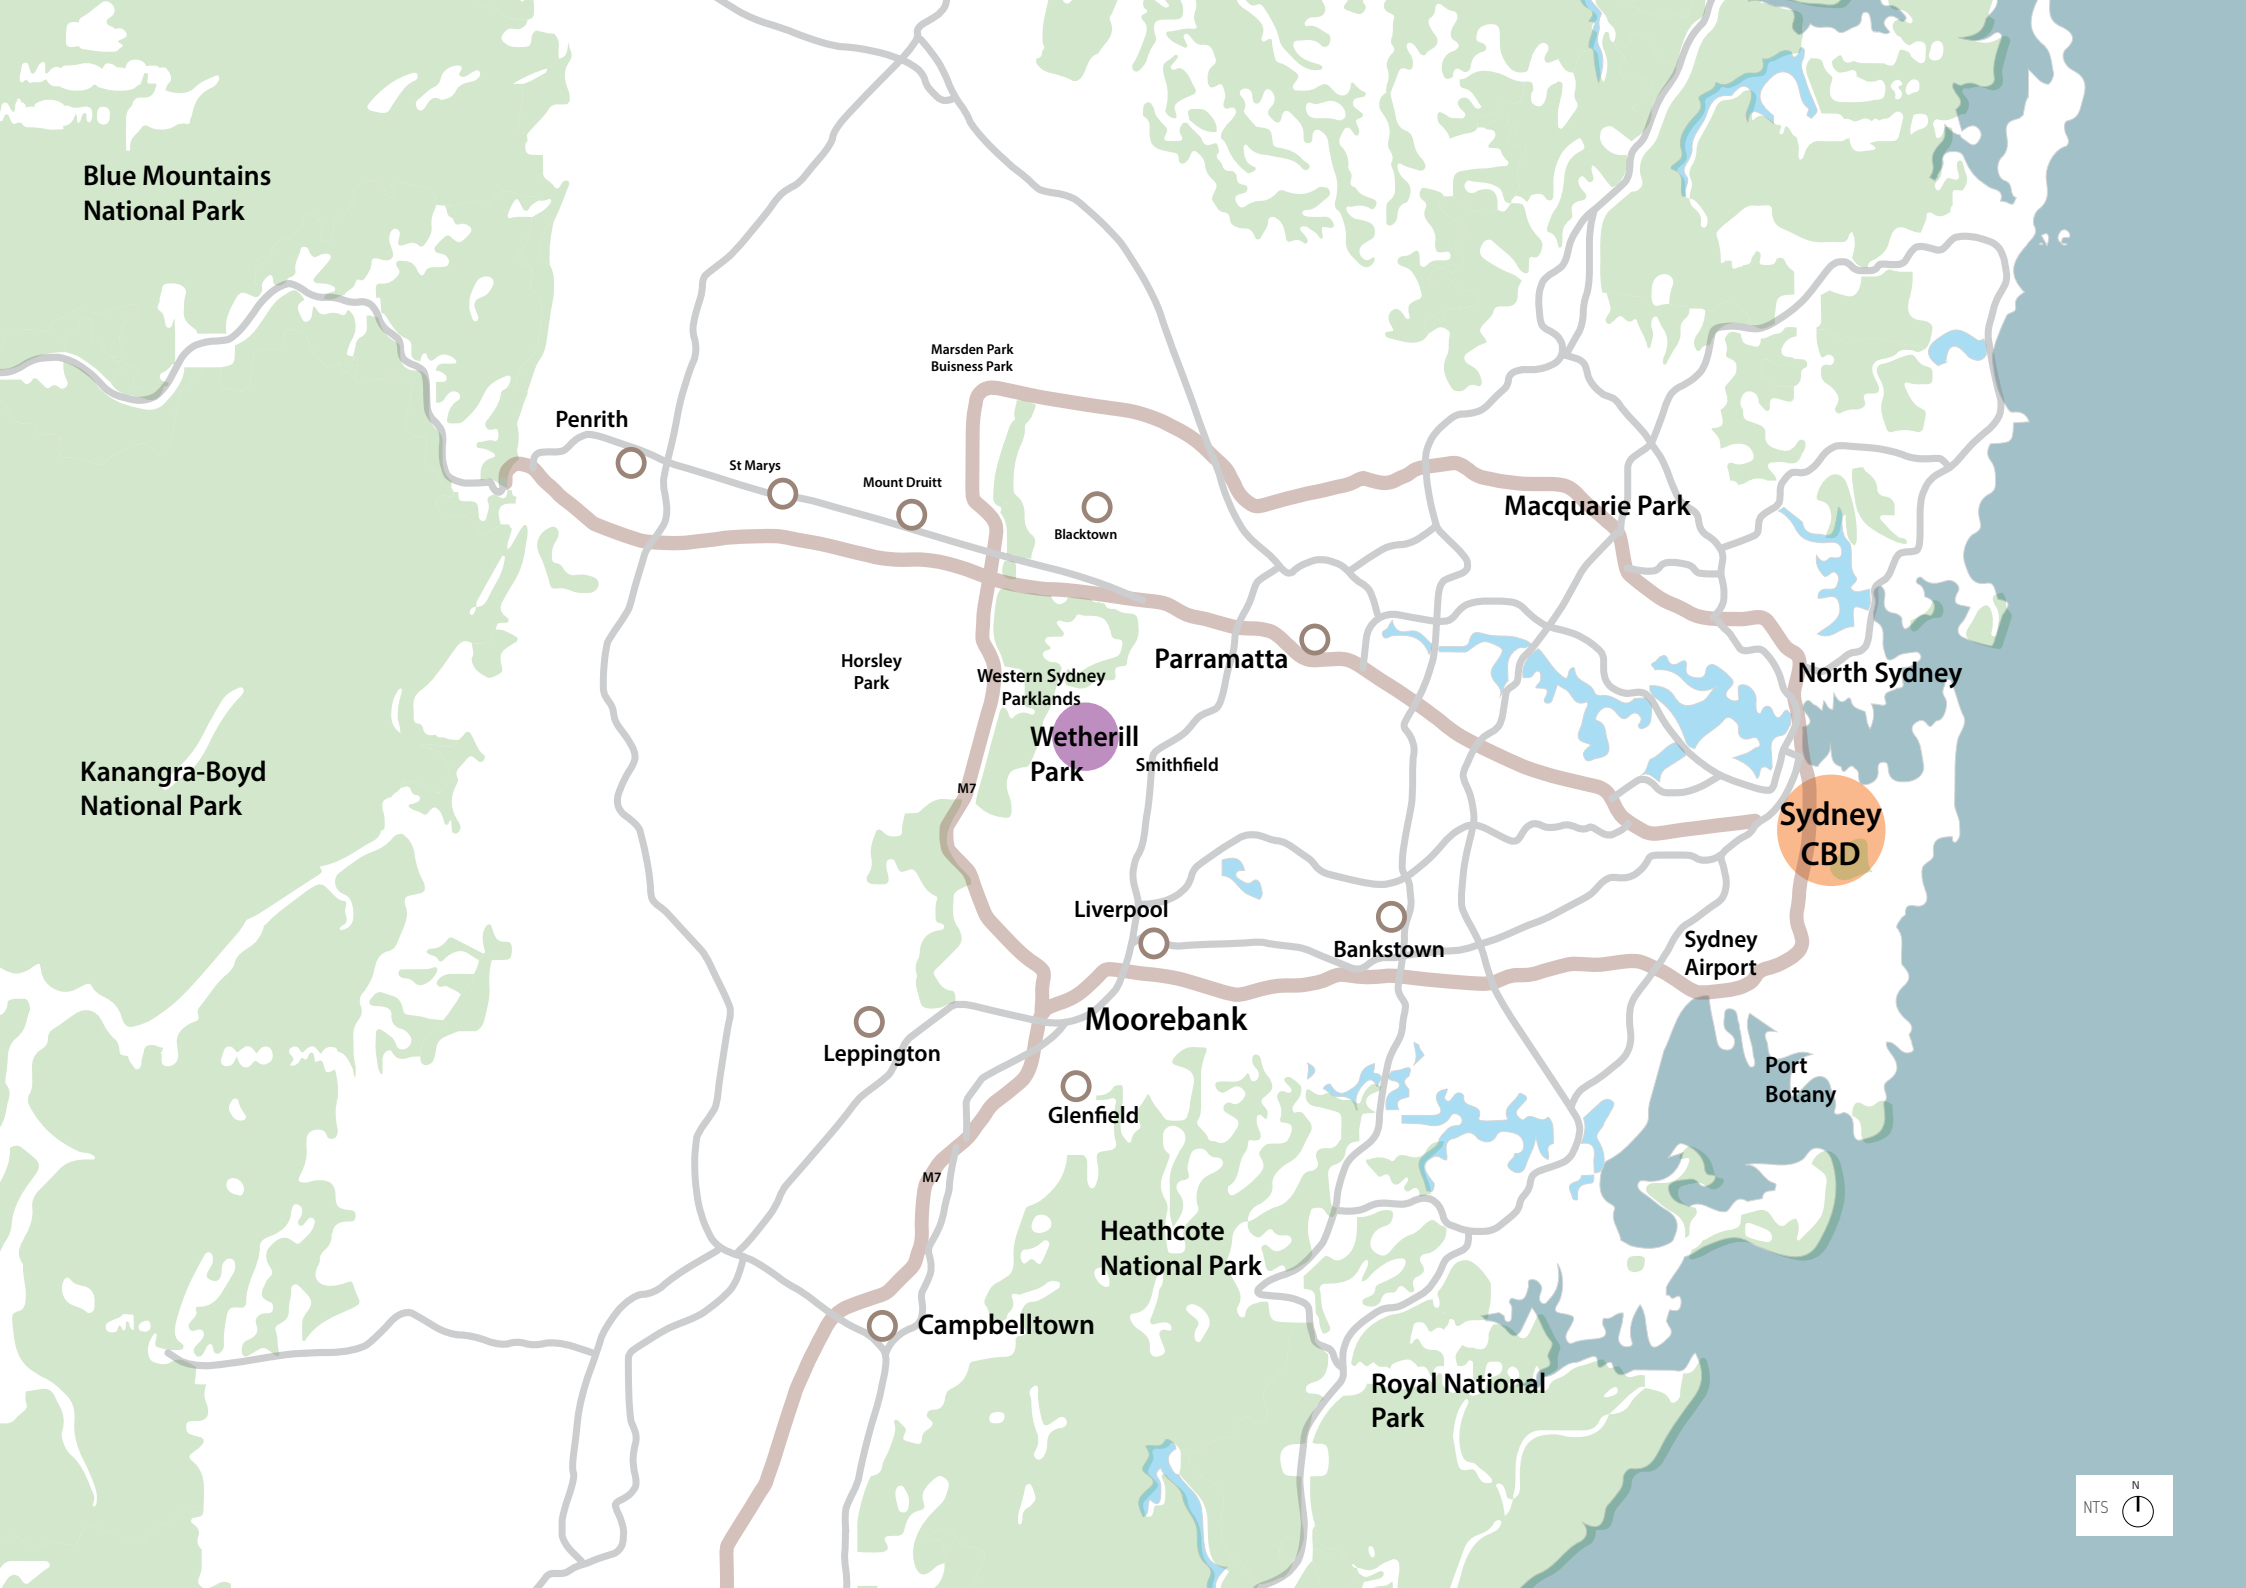 Blue Mountains
National Park
Marsden Park
Buisness Park
Penrith
St Marys
Mount Druitt
Blacktown
Macquarie Park
Horsley
Park
Western Sydney
Parklands
Parramatta
North Sydney
Wetherill
Park
Smithfield
Kanangra-Boyd
National Park
M7
Sydney
CBD
Liverpool
Bankstown
Sydney
Airport
Moorebank
Leppington
Glenfield
Port
Botany
M7
Heathcote
National Park
Campbelltown
Royal National
Park
N
NTS